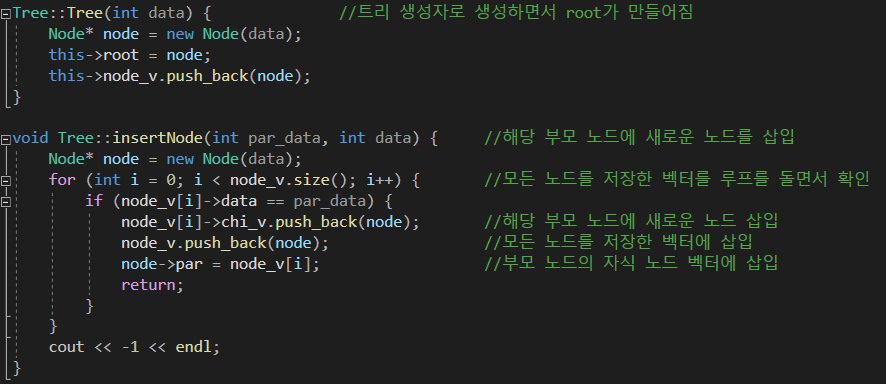 Tree::Tree(int data) {             //트리 생성자로 생성하면서 root가 만들어짐
    Node* node = new Node(data);
    this->root = node;
    this->node_v.push_back(node);
}

void Tree::insertNode(int par_data, int data) {     //해당 부모 노드에 새로운 노드를 삽입
    Node* node = new Node(data);
    for (int i = 0; i < node_v.size(); i++) {       //모든 노드를 저장한 벡터를 루프를 돌면서 확인
        if (node_v[i]->data == par_data) {
            node_v[i]->chi_v.push_back(node);       //해당 부모 노드에 새로운 노드 삽입
            node_v.push_back(node);                 //모든 노드를 저장한 벡터에 삽입
            node->par = node_v[i];                  //부모 노드의 자식 노드 벡터에 삽입
            return;
        }
    }
    cout << -1 << endl;
}